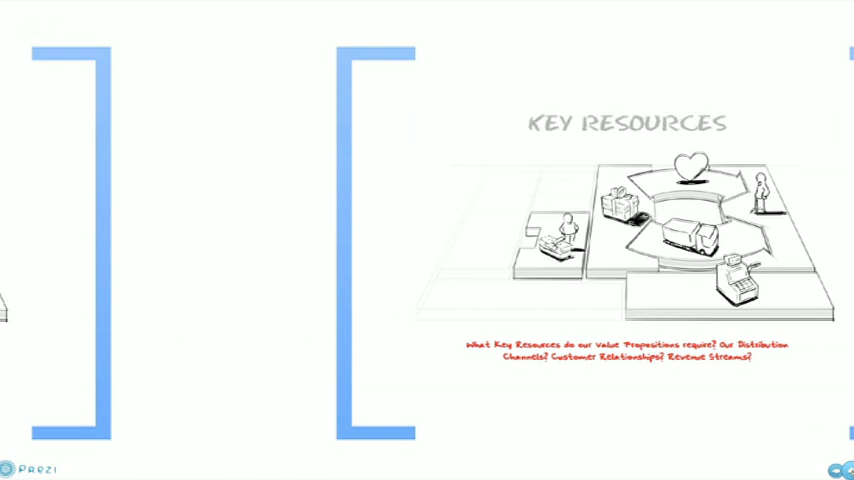 KEY RESOURCES
What Key Resources do our Value Propositions require? Our Distribution
Channels? Customer Relationships? Revenue Streams?
PREZI